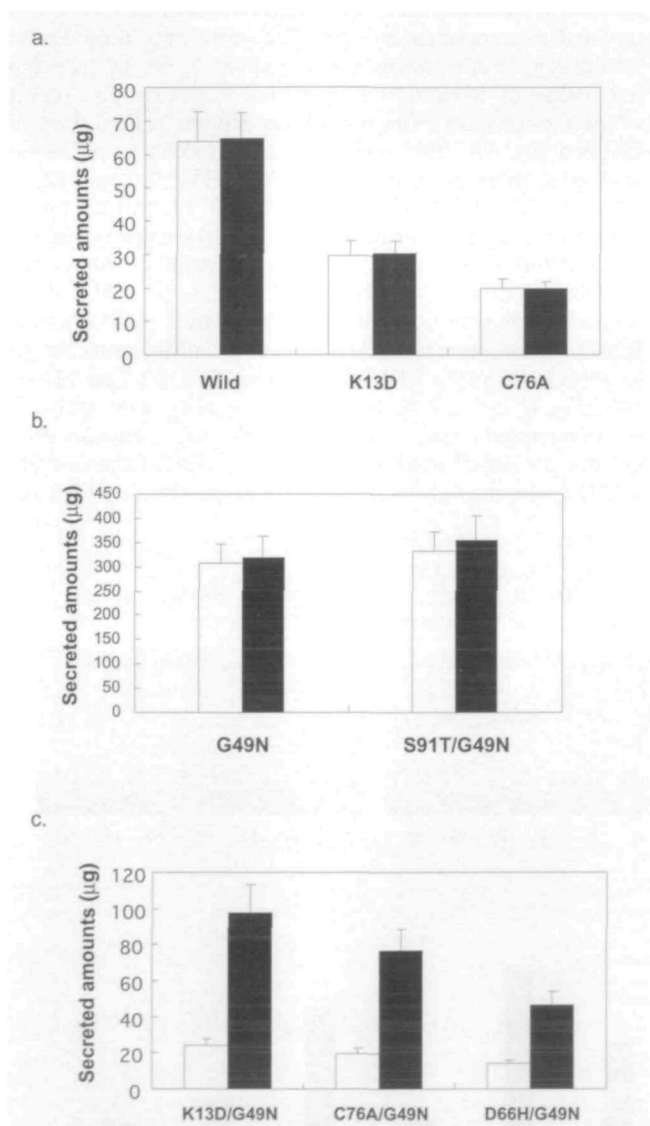 a.
Secreted amounts (μg)
80
70
60
50
40
30
20
10
0
Wild K13D C76A
b.
Secreted amounts (μg)
450
400
350
300
250
200
150
100
50
0
G49N S91T/G49N
c.
Secreted amounts (μg)
120
100
80
60
40
20
0
K13D/G49N C76A/G49N D66H/G49N